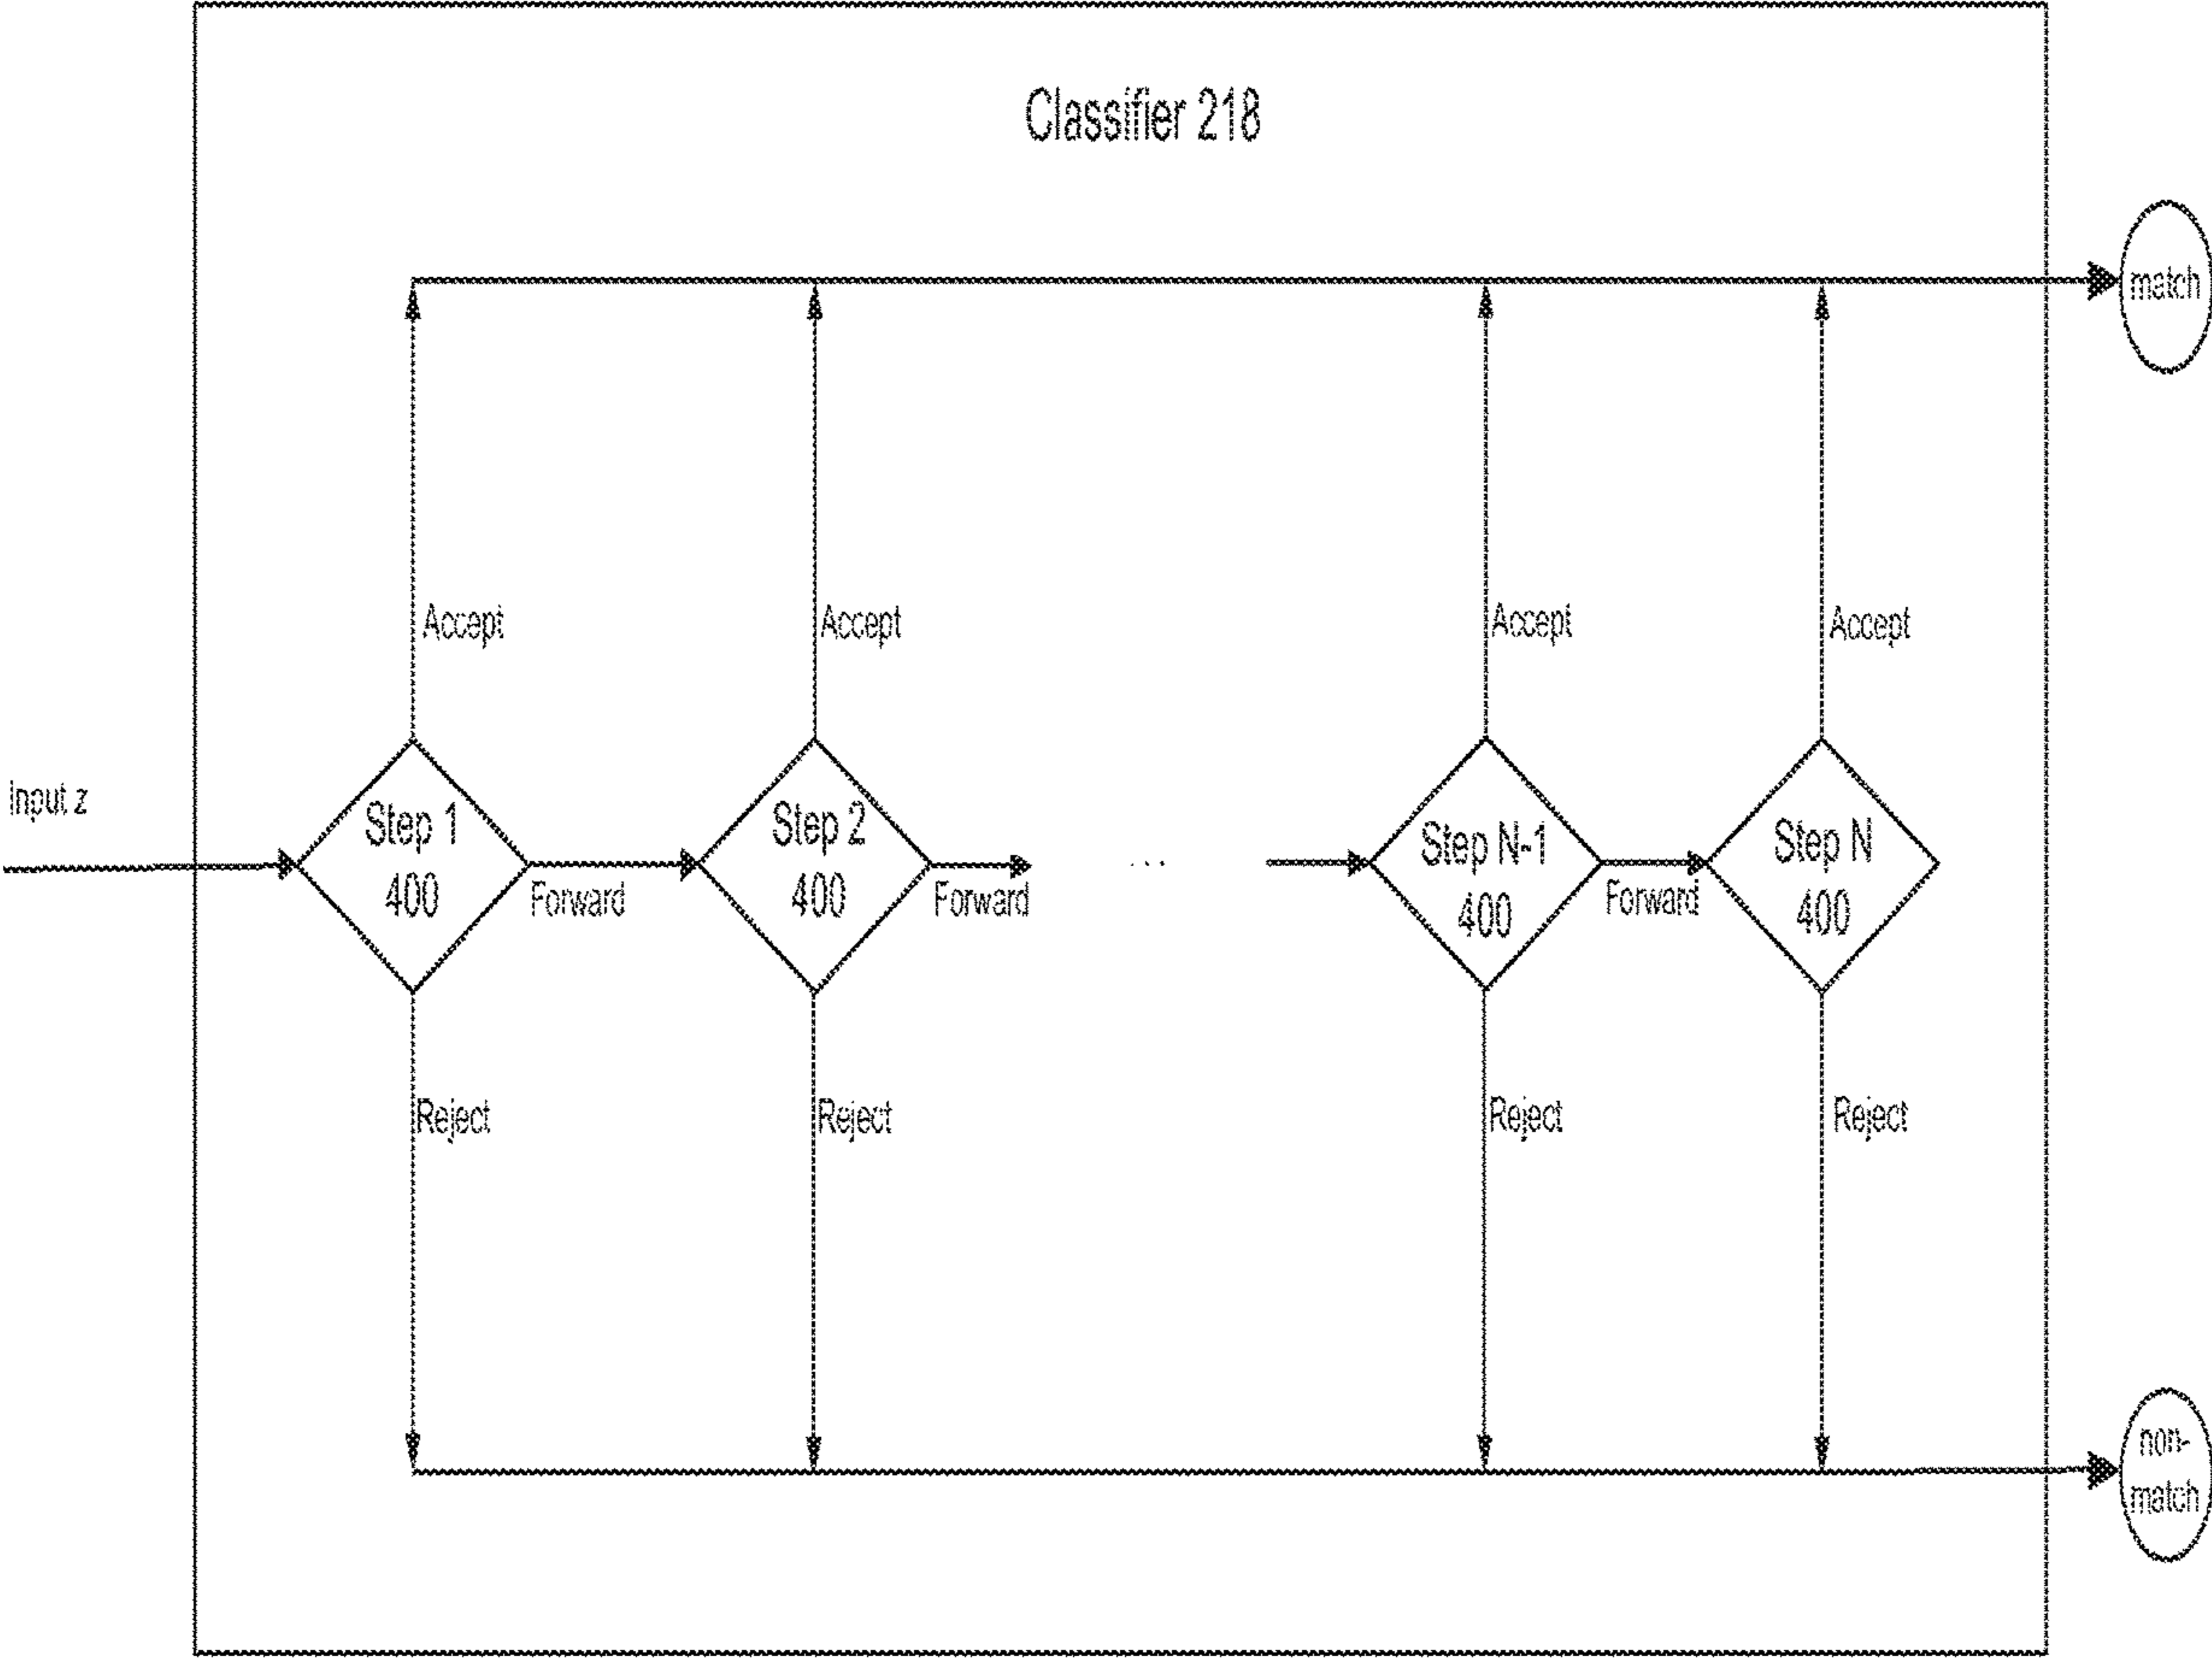 Classifier 218
match
Accept
Accept
Accept
Accept
Input z
Step 1
400
Forward
Step 2
400
Forward
...
Step N-1
400
Forward
Step N
400
Reject
Reject
Reject
Reject
non-
match